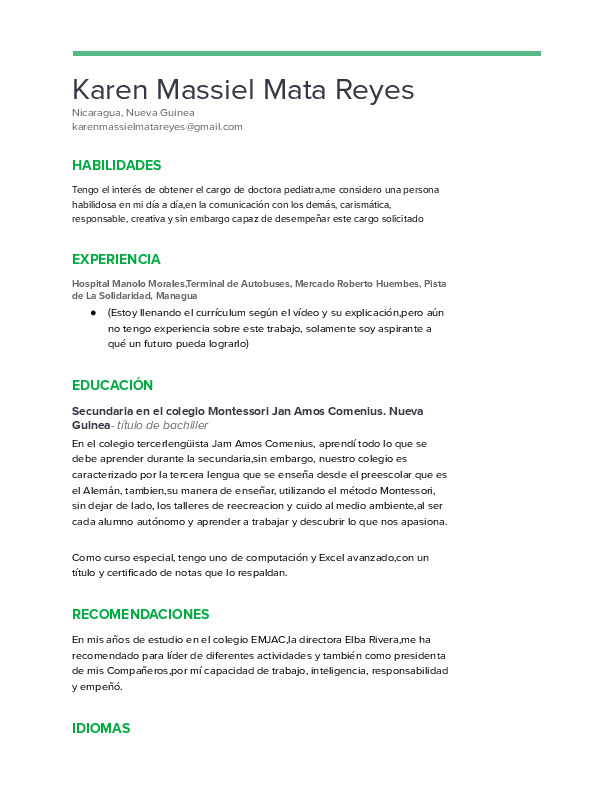 Karen Massiel Mata Reyes
Nicaragua, Nueva Guinea
karenmassielmatareyes@gmail.com
HABILIDADES
Tengo el interés de obtener el cargo de doctora pediatra,me considero una persona
habilidosa en mi día a día,en la comunicación con los demás, carismática,
responsable, creativa y sin embargo capaz de desempeñar este cargo solicitado
EXPERIENCIA
Hospital Manolo Morales,Terminal de Autobuses, Mercado Roberto Huembes, Pista
de La Solidaridad, Managua
● (Estoy llenando el currículum según el vídeo y su explicación,pero aún
no tengo experiencia sobre este trabajo, solamente soy aspirante a
qué un futuro pueda lograrlo)
EDUCACIÓN
Secundaria en el colegio Montessori Jan Amos Comenius. Nueva
Guinea- título de bachiller
En el colegio tercerlengüista Jam Amos Comenius, aprendí todo lo que se
debe aprender durante la secundaria,sin embargo, nuestro colegio es
caracterizado por la tercera lengua que se enseña desde el preescolar que es
el Alemán, tambien,su manera de enseñar, utilizando el método Montessori,
sin dejar de lado, los talleres de reecreacion y cuido al medio ambiente,al ser
cada alumno autónomo y aprender a trabajar y descubrir lo que nos apasiona.
Como curso especial, tengo uno de computación y Excel avanzado,con un
título y certificado de notas que lo respaldan.
RECOMENDACIONES
En mis años de estudio en el colegio EMJAC,la directora Elba Rivera,me ha
recomendado para líder de diferentes actividades y también como presidenta
de mis Compañeros,por mí capacidad de trabajo, inteligencia, responsabilidad
y empeñó.
IDIOMAS